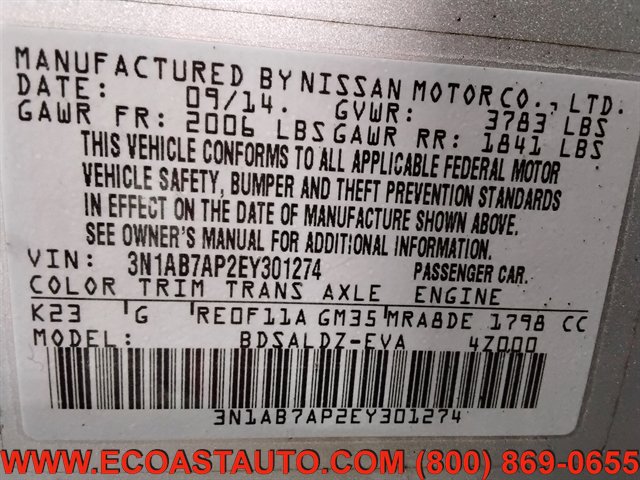 MANUFACTURED BY NISSAN MOTOR CO., LTD.
DATE: 09/14. GVWR: 3783 LBS
GAWR FR: 2006 LBS GAWR RR: 1841 LBS
THIS VEHICLE CONFORMS TO ALL APPLICABLE FEDERAL MOTOR
VEHICLE SAFETY, BUMPER AND THEFT PREVENTION STANDARDS
IN EFFECT ON THE DATE OF MANUFACTURE SHOWN ABOVE.
SEE OWNER'S MANUAL FOR ADDITIONAL INFORMATION.
VIN: 3N1AB7AP2EY301274 PASSENGER CAR.
COLOR TRIM TRANS AXLE ENGINE
K23 G RE0F11A GM35 MRA8DE 1798 CC
MODEL: BDSALDZ-EVA 4Z000
3N1AB7AP2EY301274
WWW.ECOASTAUTO.COM (800) 869-0655